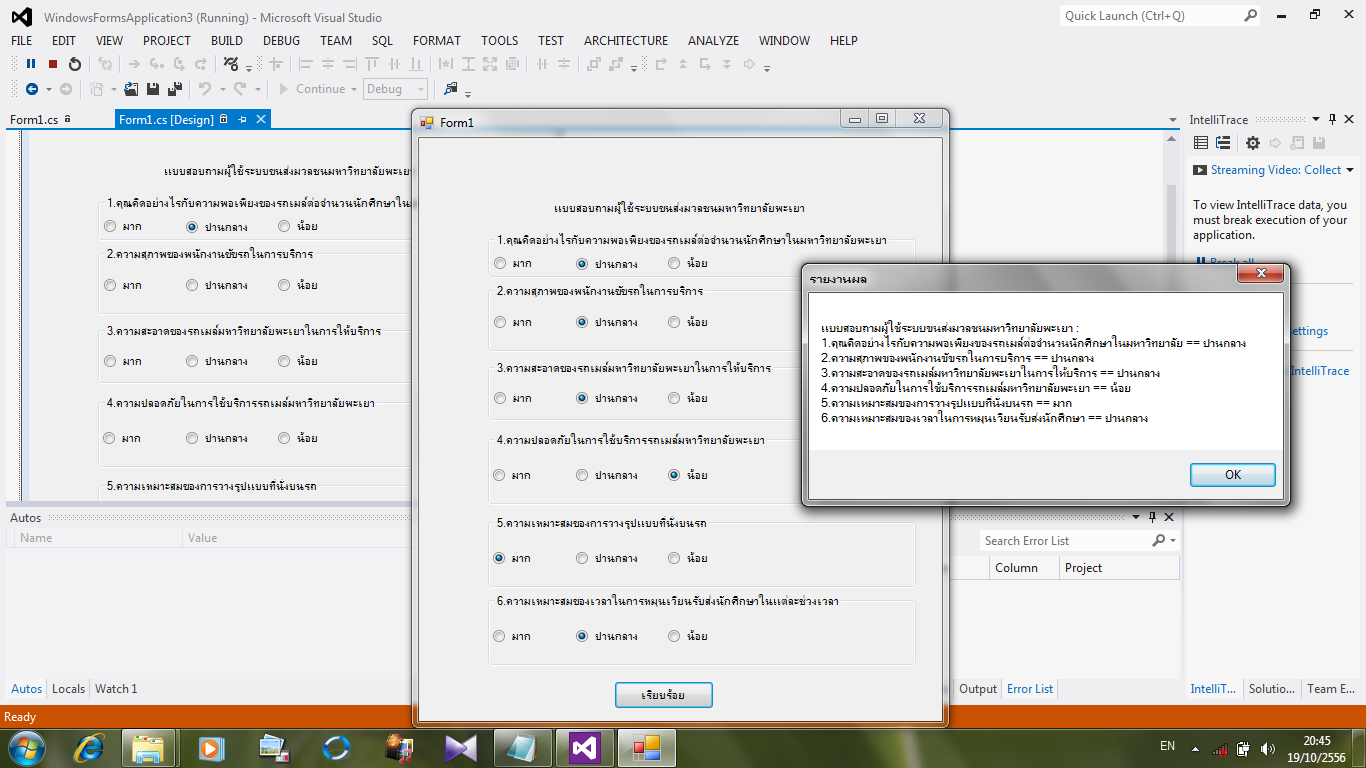 WindowsFormsApplication3 (Running) - Microsoft Visual Studio
Quick Launch (Ctrl+Q)
FILE EDIT VIEW PROJECT BUILD DEBUG TEAM SQL FORMAT TOOLS TEST ARCHITECTURE ANALYZE WINDOW HELP
Continue Debug
Form1.cs Form1.cs [Design]
แบบสอบถามผู้ใช้ระบบขนส่งมวลชนมหาวิทยาลัยพะเยา
1.คุณคิดอย่างไรกับความพอเพียงของรถเมล์ต่อจำนวนนักศึกษาใน
มาก ปานกลาง น้อย
2.ความสุภาพของพนักงานขับรถในการบริการ
มาก ปานกลาง น้อย
3.ความสะอาดของรถเมล์มหาวิทยาลัยพะเยาในการให้บริการ
มาก ปานกลาง น้อย
4.ความปลอดภัยในการใช้บริการรถเมล์มหาวิทยาลัยพะเยา
มาก ปานกลาง น้อย
5.ความเหมาะสมของการวางรูปแบบที่นั่งบนรถ
Form1
แบบสอบถามผู้ใช้ระบบขนส่งมวลชนมหาวิทยาลัยพะเยา
1.คุณคิดอย่างไรกับความพอเพียงของรถเมล์ต่อจำนวนนักศึกษาในมหาวิทยาลัยพะเยา
มาก ปานกลาง น้อย
2.ความสุภาพของพนักงานขับรถในการบริการ
มาก ปานกลาง น้อย
3.ความสะอาดของรถเมล์มหาวิทยาลัยพะเยาในการให้บริการ
มาก ปานกลาง น้อย
4.ความปลอดภัยในการใช้บริการรถเมล์มหาวิทยาลัยพะเยา
มาก ปานกลาง น้อย
5.ความเหมาะสมของการวางรูปแบบที่นั่งบนรถ
มาก ปานกลาง น้อย
6.ความเหมาะสมของเวลาในการหมุนเวียนรับส่งนักศึกษาในแต่ละช่วงเวลา
มาก ปานกลาง น้อย
เรียบร้อย
รายงานผล
แบบสอบถามผู้ใช้ระบบขนส่งมวลชนมหาวิทยาลัยพะเยา :
1.คุณคิดอย่างไรกับความพอเพียงของรถเมล์ต่อจำนวนนักศึกษาในมหาวิทยาลัย == ปานกลาง
2.ความสุภาพของพนักงานขับรถในการบริการ == ปานกลาง
3.ความสะอาดของรถเมล์มหาวิทยาลัยพะเยาในการให้บริการ == ปานกลาง
4.ความปลอดภัยในการใช้บริการรถเมล์มหาวิทยาลัยพะเยา == น้อย
5.ความเหมาะสมของการวางรูปแบบที่นั่งบนรถ == มาก
6.ความเหมาะสมของเวลาในการหมุนเวียนรับส่งนักศึกษา == ปานกลาง
OK
IntelliTrace
Streaming Video: Collect
To view IntelliTrace data, you
must break execution of your
application.
Break all
ettings
IntelliTrace
Autos
Name Value
Search Error List
Column Project
Autos Locals Watch 1
Output Error List
IntelliT... Solutio... Team E...
Ready
EN
20:45
19/10/2556